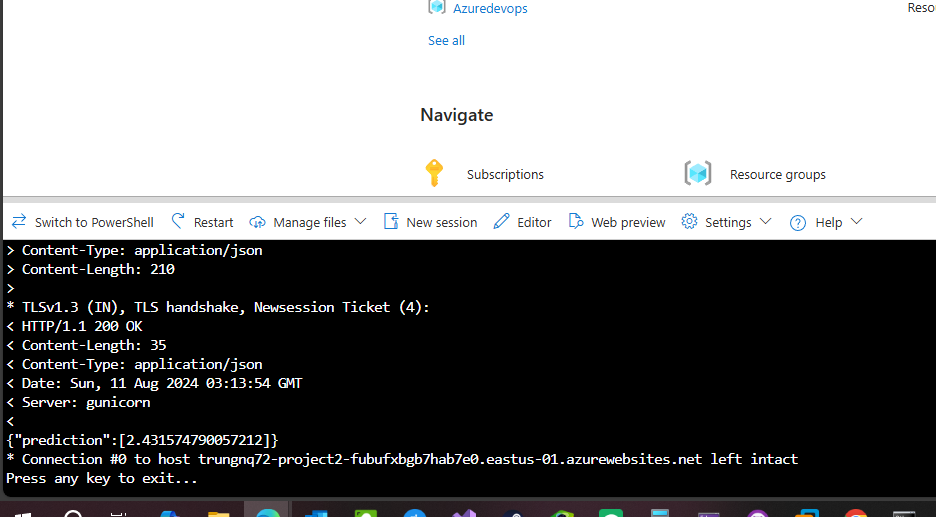 Azuredevops
Reso
See all
Navigate
Subscriptions
Resource groups
Switch to PowerShell Restart Manage files New session Editor Web preview Settings Help
> Content-Type: application/json
> Content-Length: 210
>
* TLSv1.3 (IN), TLS handshake, Newsession Ticket (4):
< HTTP/1.1 200 OK
< Content-Length: 35
< Content-Type: application/json
< Date: Sun, 11 Aug 2024 03:13:54 GMT
< Server: gunicorn
<
{"prediction":[2.431574790057212]}
* Connection #0 to host trungnq72-project2-fubufxbgb7hab7e0.eastus-01.azurewebsites.net left intact
Press any key to exit...